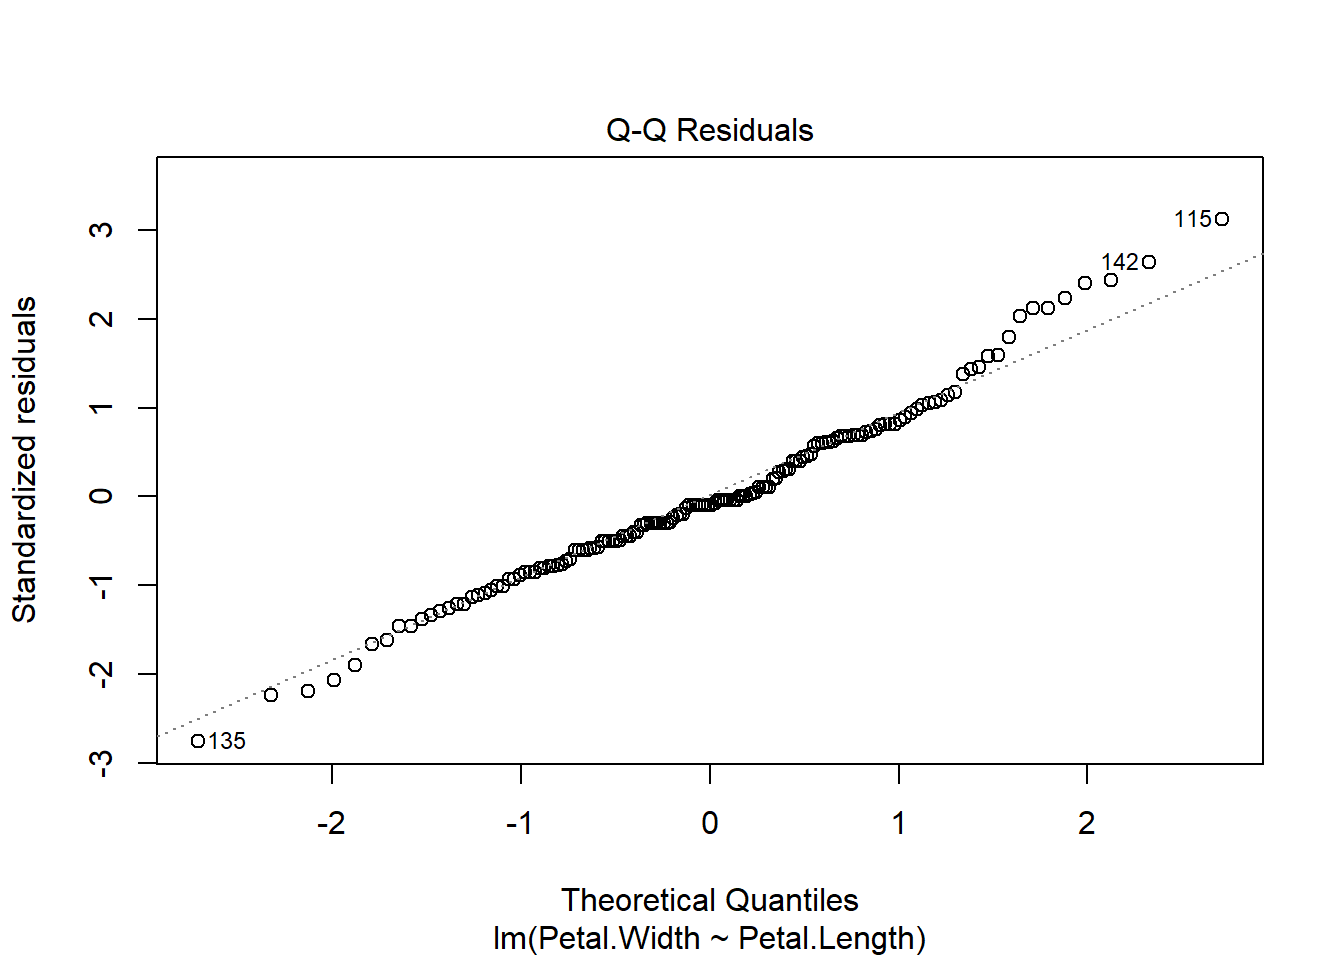 Q-Q Residuals
Standardized residuals
3
2
1
0
-1
-2
-3
115
142
135
-2 -1 0 1 2
Theoretical Quantiles
lm(Petal.Width ~ Petal.Length)